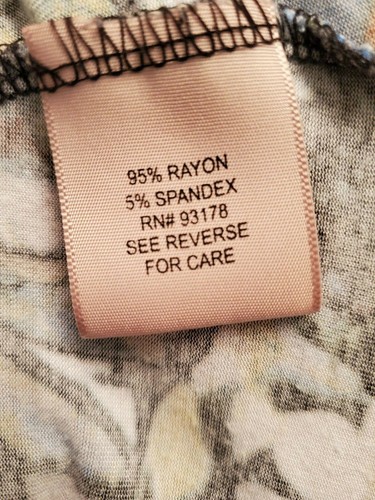 95% RAYON
5% SPANDEX
RN# 93178
SEE REVERSE
FOR CARE